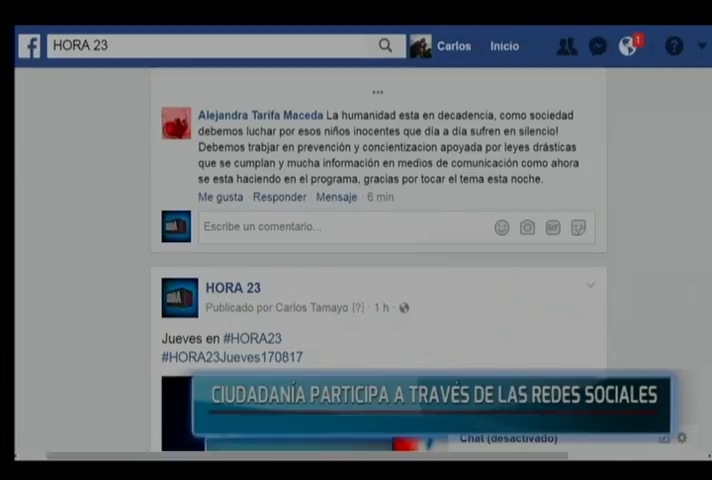 HORA 23
Carlos Inicio
1
?
...
Alejandra Tarifa Maceda La humanidad esta en decadencia, como sociedad
debemos luchar por esos niños inocentes que día a día sufren en silencio!
Debemos trabjar en prevención y concientizacion apoyada por leyes drásticas
que se cumplan y mucha información en medios de comunicación como ahora
se esta haciendo en el programa, gracias por tocar el tema esta noche.
Me gusta · Responder · Mensaje · 6 min
Escribe un comentario...
GIF
HORA 23
Publicado por Carlos Tamayo [?] · 1 h ·
Jueves en #HORA23
#HORA23Jueves170817
CIUDADANÍA PARTICIPA A TRAVÉS DE LAS REDES SOCIALES
Chat (desactivado)